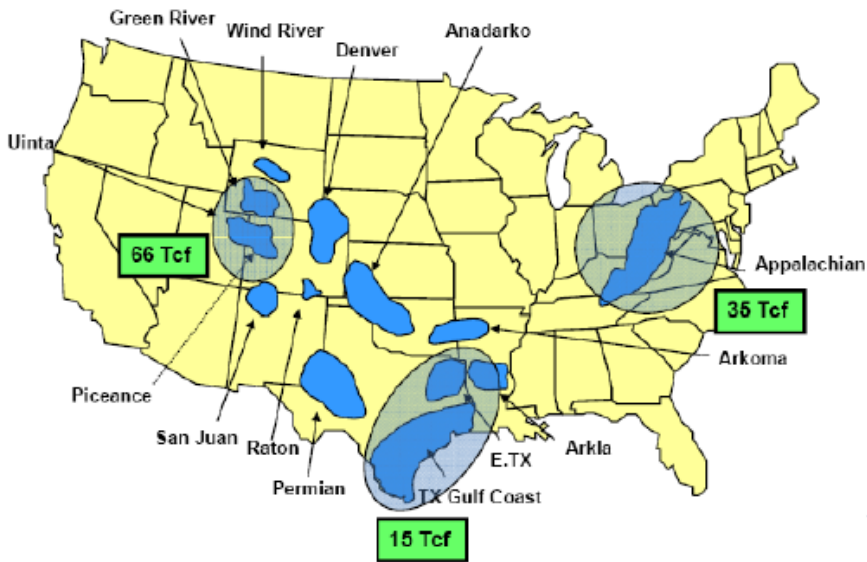 Green River
Wind River
Denver
Anadarko
Uinta
66 Tcf
Appalachian
35 Tcf
Arkoma
Piceance
San Juan
Raton
Permian
E.TX
Arkla
TX Gulf Coast
15 Tcf